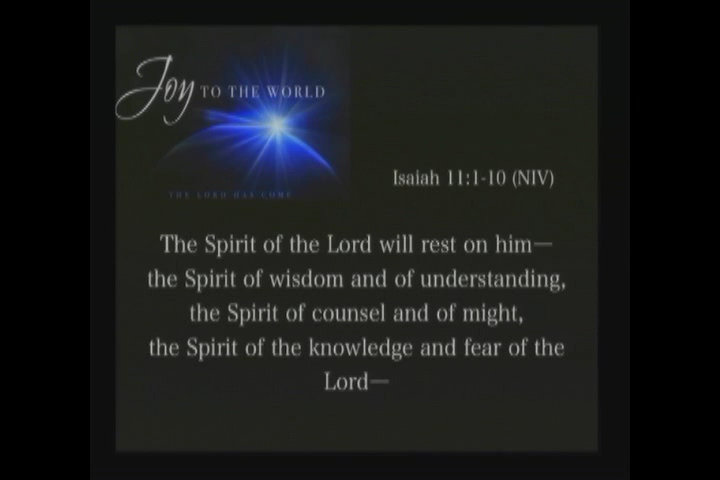 Joy TO THE WORLD
THE LORD HAS COME
Isaiah 11:1-10 (NIV)
The Spirit of the Lord will rest on him—
the Spirit of wisdom and of understanding,
the Spirit of counsel and of might,
the Spirit of the knowledge and fear of the
Lord—